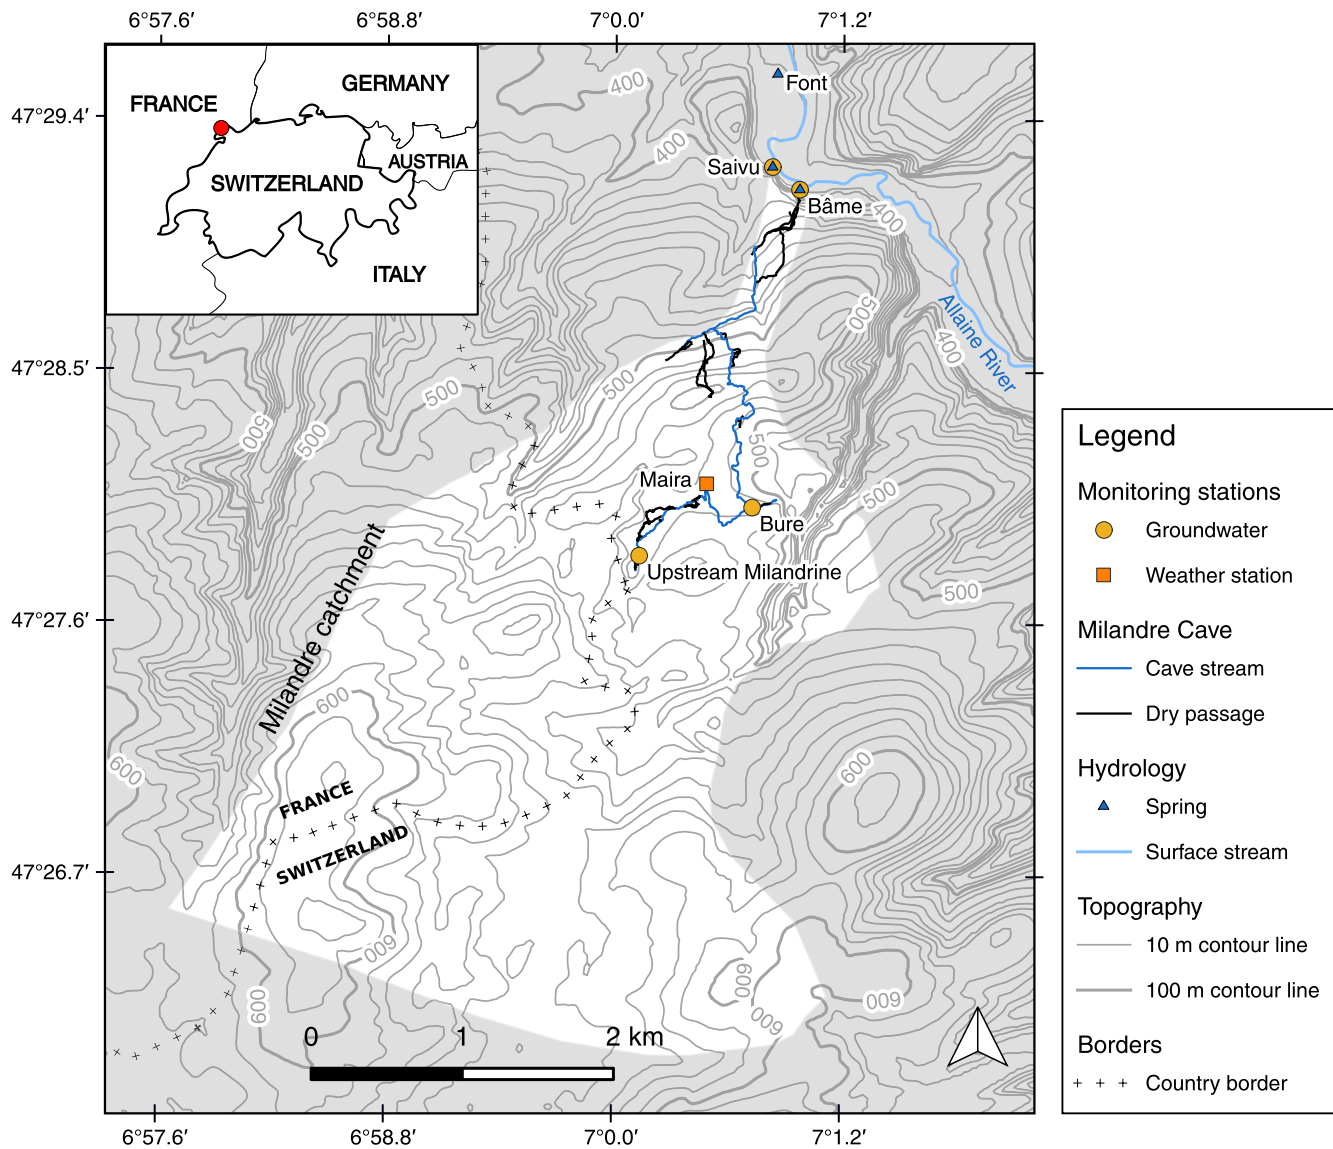 6°57.6′ 6°58.8′ 7°0.0′ 7°1.2′
47°29.4′
47°28.5′
47°27.6′
47°26.7′
GERMANY
FRANCE
AUSTRIA
SWITZERLAND
ITALY
400
400
Font
Saivu
Bâme
400
500
Allaine River
400
500
500
500
500
500
500
Maira
Bure
Upstream Milandrine
500
Milandre catchment
600
600
600
FRANCE
SWITZERLAND
600
600
600
600
600
0 1 2 km
6°57.6′ 6°58.8′ 7°0.0′ 7°1.2′
Legend
Monitoring stations
Groundwater
Weather station
Milandre Cave
Cave stream
Dry passage
Hydrology
Spring
Surface stream
Topography
10 m contour line
100 m contour line
Borders
Country border